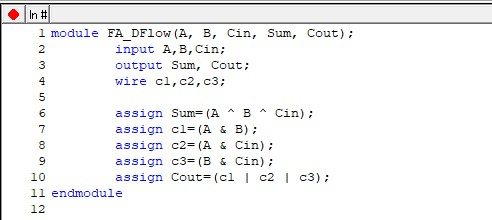 ln #
1 module FA_DFlow(A, B, Cin, Sum, Cout);
2 input A,B,Cin;
3 output Sum, Cout;
4 wire c1,c2,c3;
5
6 assign Sum=(A ^ B ^ Cin);
7 assign c1=(A & B);
8 assign c2=(A & Cin);
9 assign c3=(B & Cin);
10 assign Cout=(c1 | c2 | c3);
11 endmodule
12